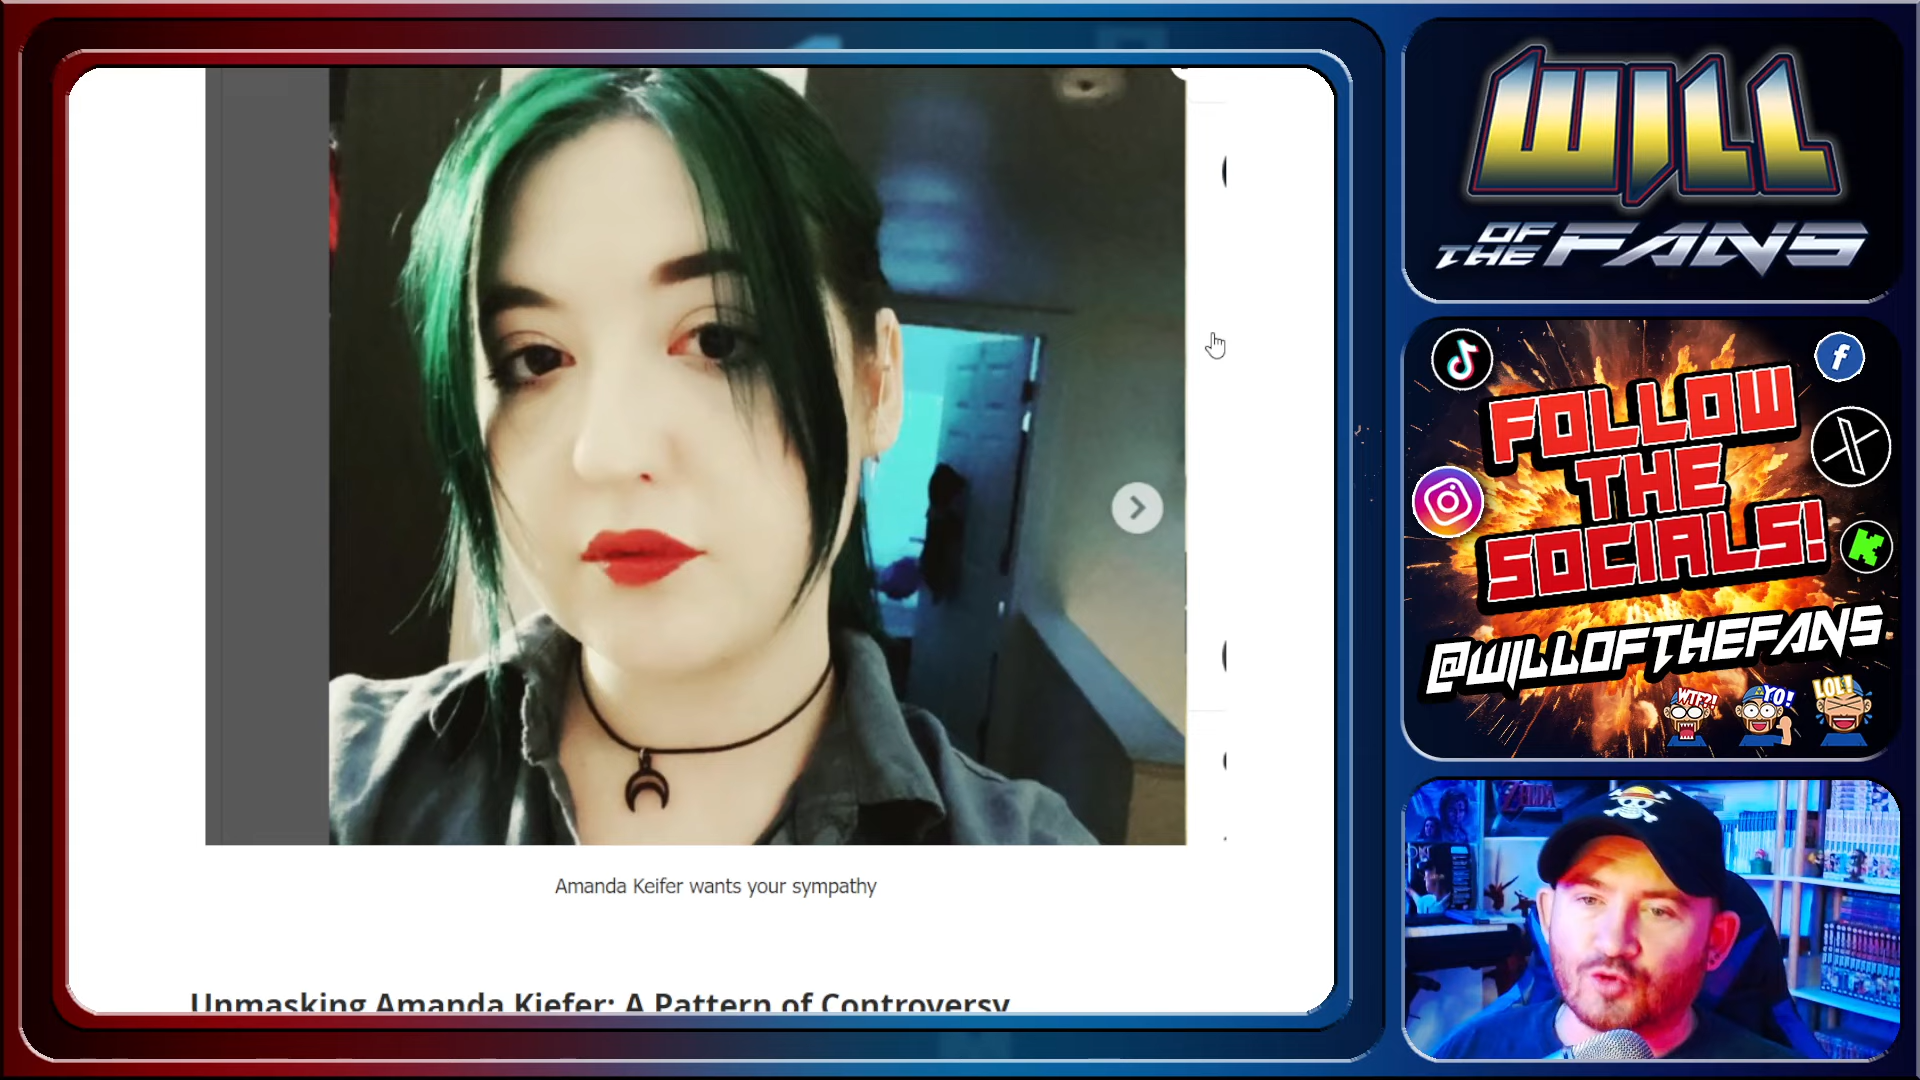 Amanda Keifer wants your sympathy
Unmasking Amanda Kiefer: A Pattern of Controversy
WILL
OF
THE FANS
FOLLOW
THE
SOCIALS!
@WILLOFTHEFANS
WTF?!
YO!
LOL!
ZELDA